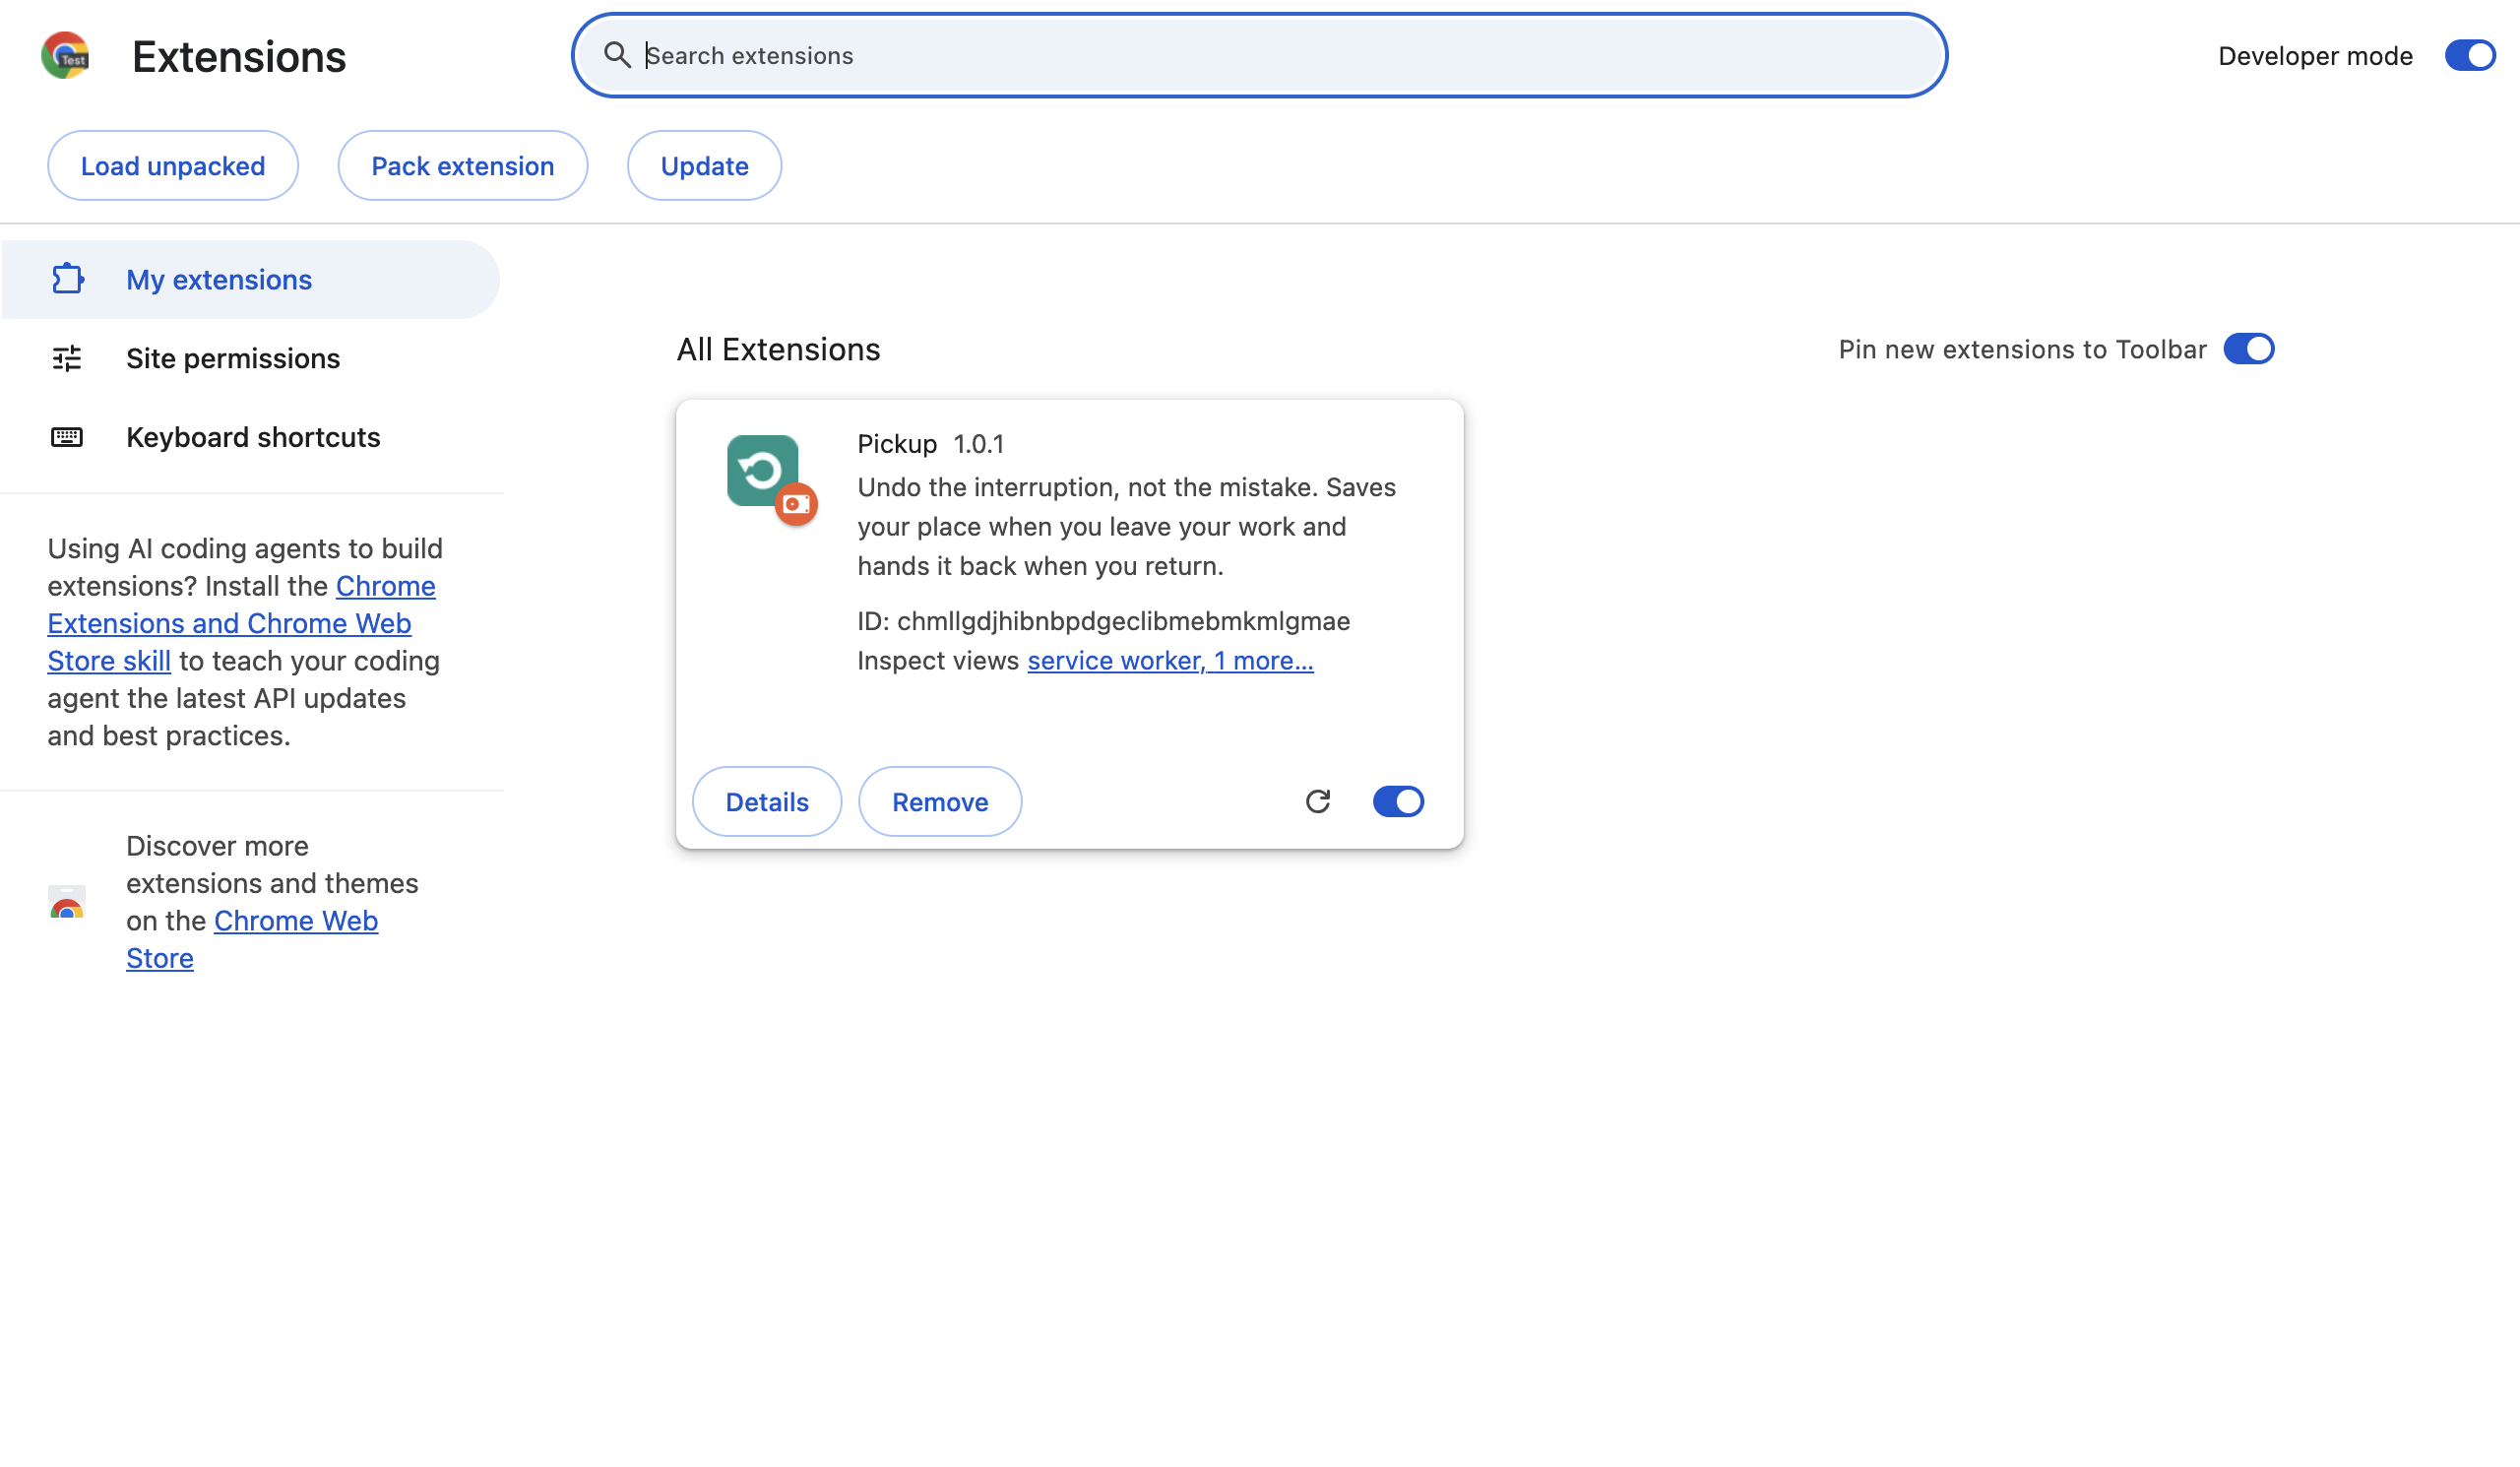 Test
Extensions
Search extensions
Developer mode
Load unpacked
Pack extension
Update
My extensions
Site permissions
Keyboard shortcuts
Using AI coding agents to build
extensions? Install the Chrome
Extensions and Chrome Web
Store skill to teach your coding
agent the latest API updates
and best practices.
Discover more
extensions and themes
on the Chrome Web
Store
All Extensions
Pin new extensions to Toolbar
Pickup 1.0.1
Undo the interruption, not the mistake. Saves
your place when you leave your work and
hands it back when you return.
ID: chmllgdjhibnbpdgeclibmebmkmlgmae
Inspect views service worker, 1 more...
Details
Remove